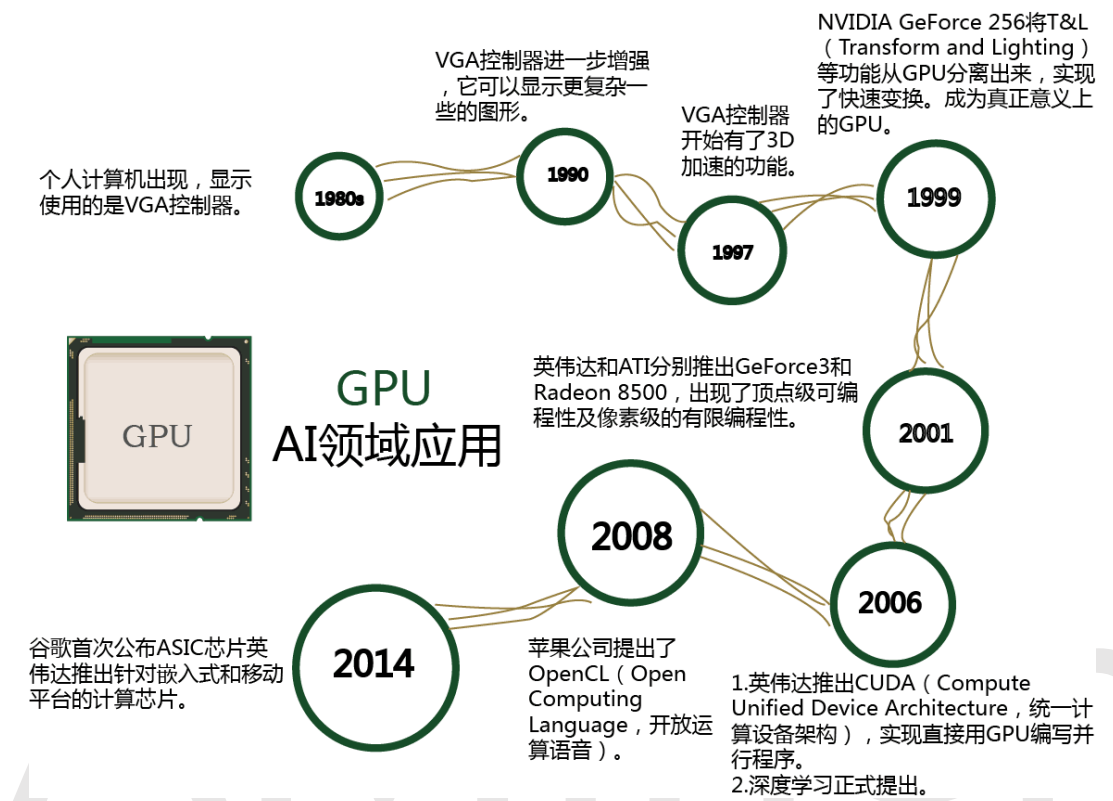 个人计算机出现，显示
使用的是VGA控制器。
1980s
VGA控制器进一步增强
，它可以显示更复杂一
些的图形。
1990
VGA控制器
开始有了3D
加速的功能。
1997
NVIDIA GeForce 256将T&L
（Transform and Lighting）
等功能从GPU分离出来，实现
了快速变换。成为真正意义上
的GPU。
1999
GPU
GPU
AI领域应用
英伟达和ATI分别推出GeForce3和
Radeon 8500，出现了顶点级可编
程性及像素级的有限编程性。
2001
2006
1.英伟达推出CUDA（Compute
Unified Device Architecture，统一计
算设备架构），实现直接用GPU编写并
行程序。
2.深度学习正式提出。
2008
苹果公司提出了
OpenCL（Open
Computing
Language，开放运
算语音）。
2014
谷歌首次公布ASIC芯片英
伟达推出针对嵌入式和移动
平台的计算芯片。